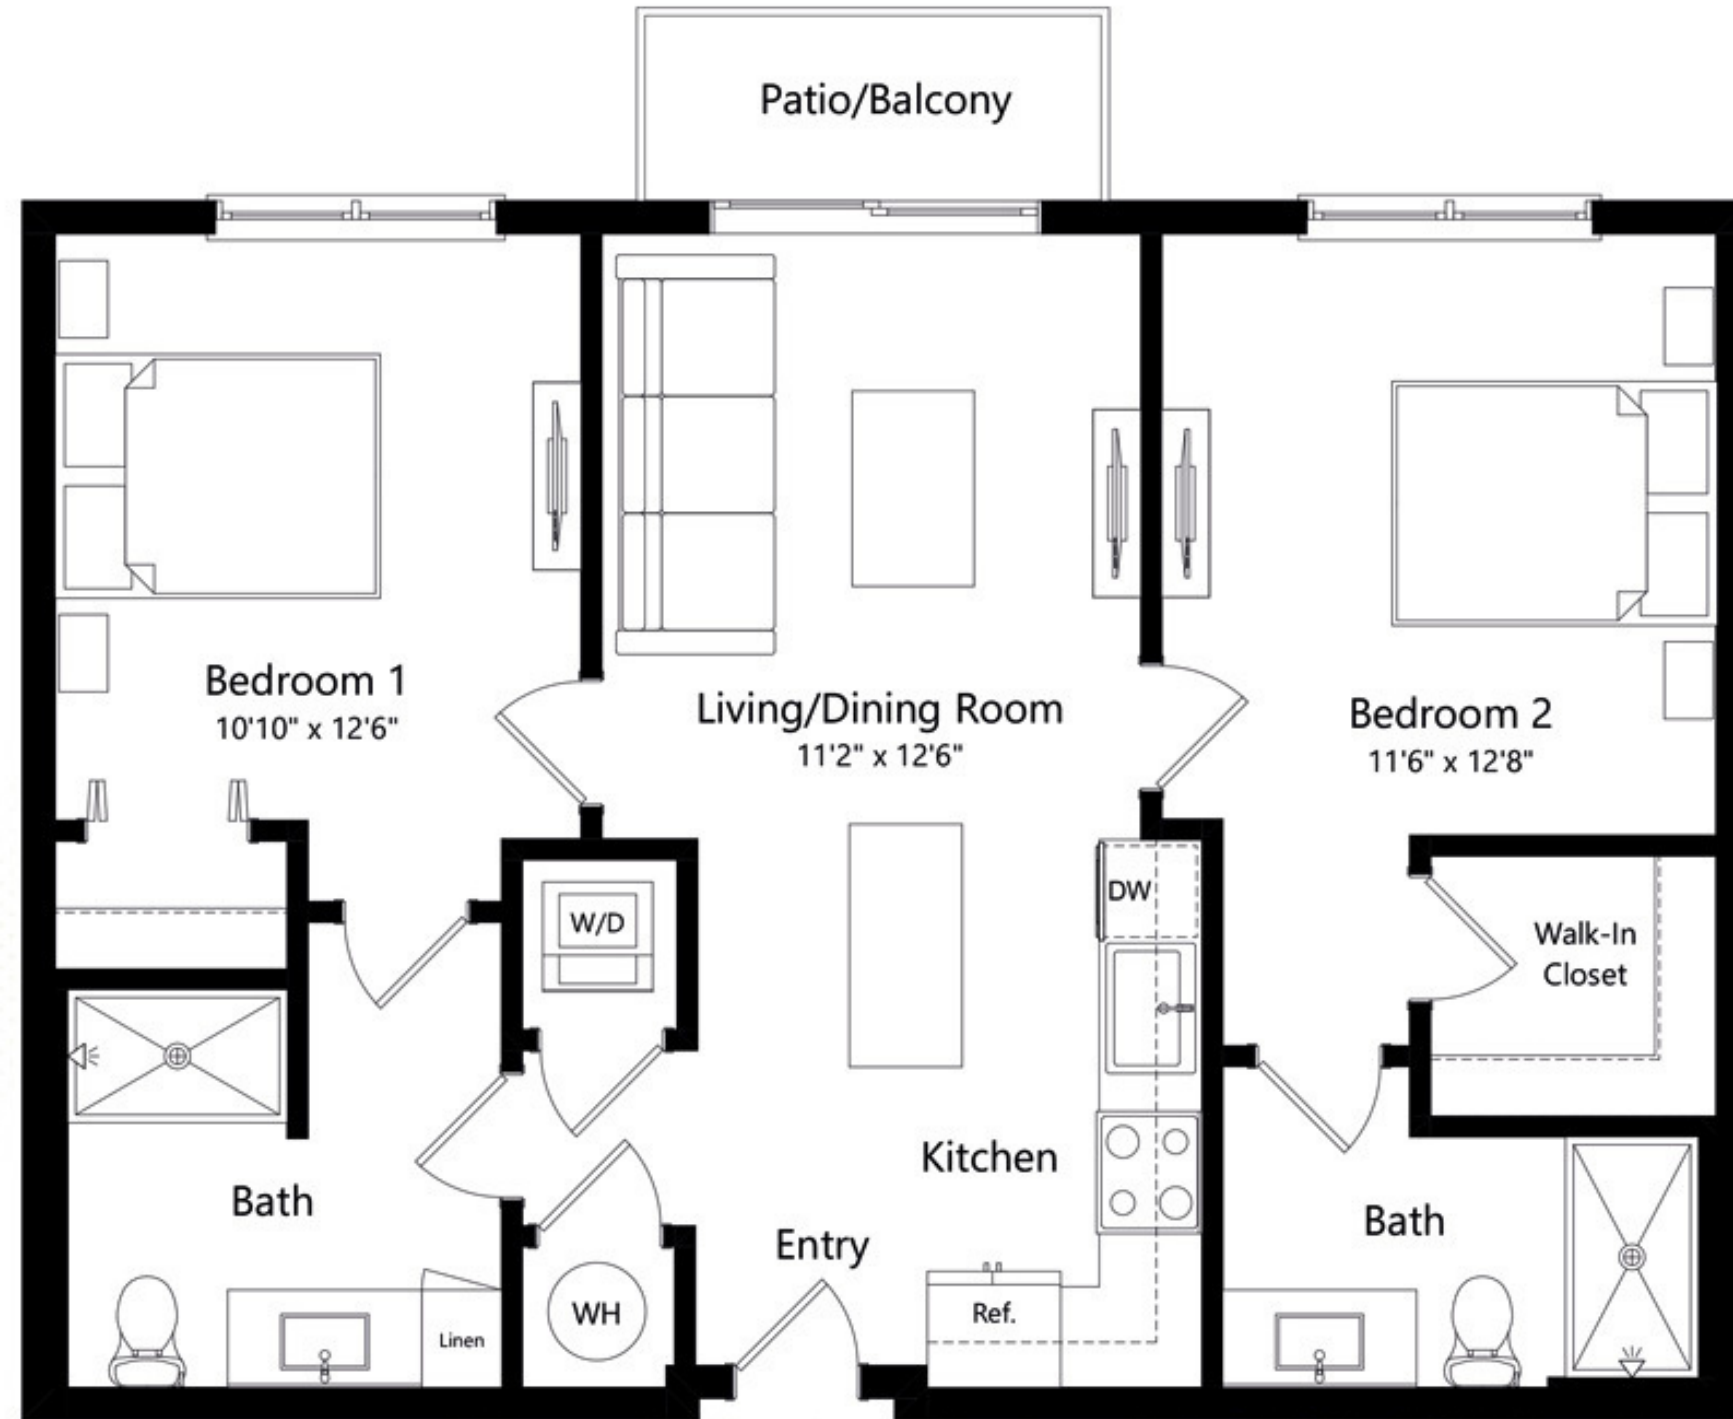 Patio/Balcony
Bedroom 1
10'10" x 12'6"
Living/Dining Room
11'2" x 12'6"
Bedroom 2
11'6" x 12'8"
W/D
DW
Walk-In
Closet
Kitchen
Bath
Entry
Bath
WH
Ref.
Linen